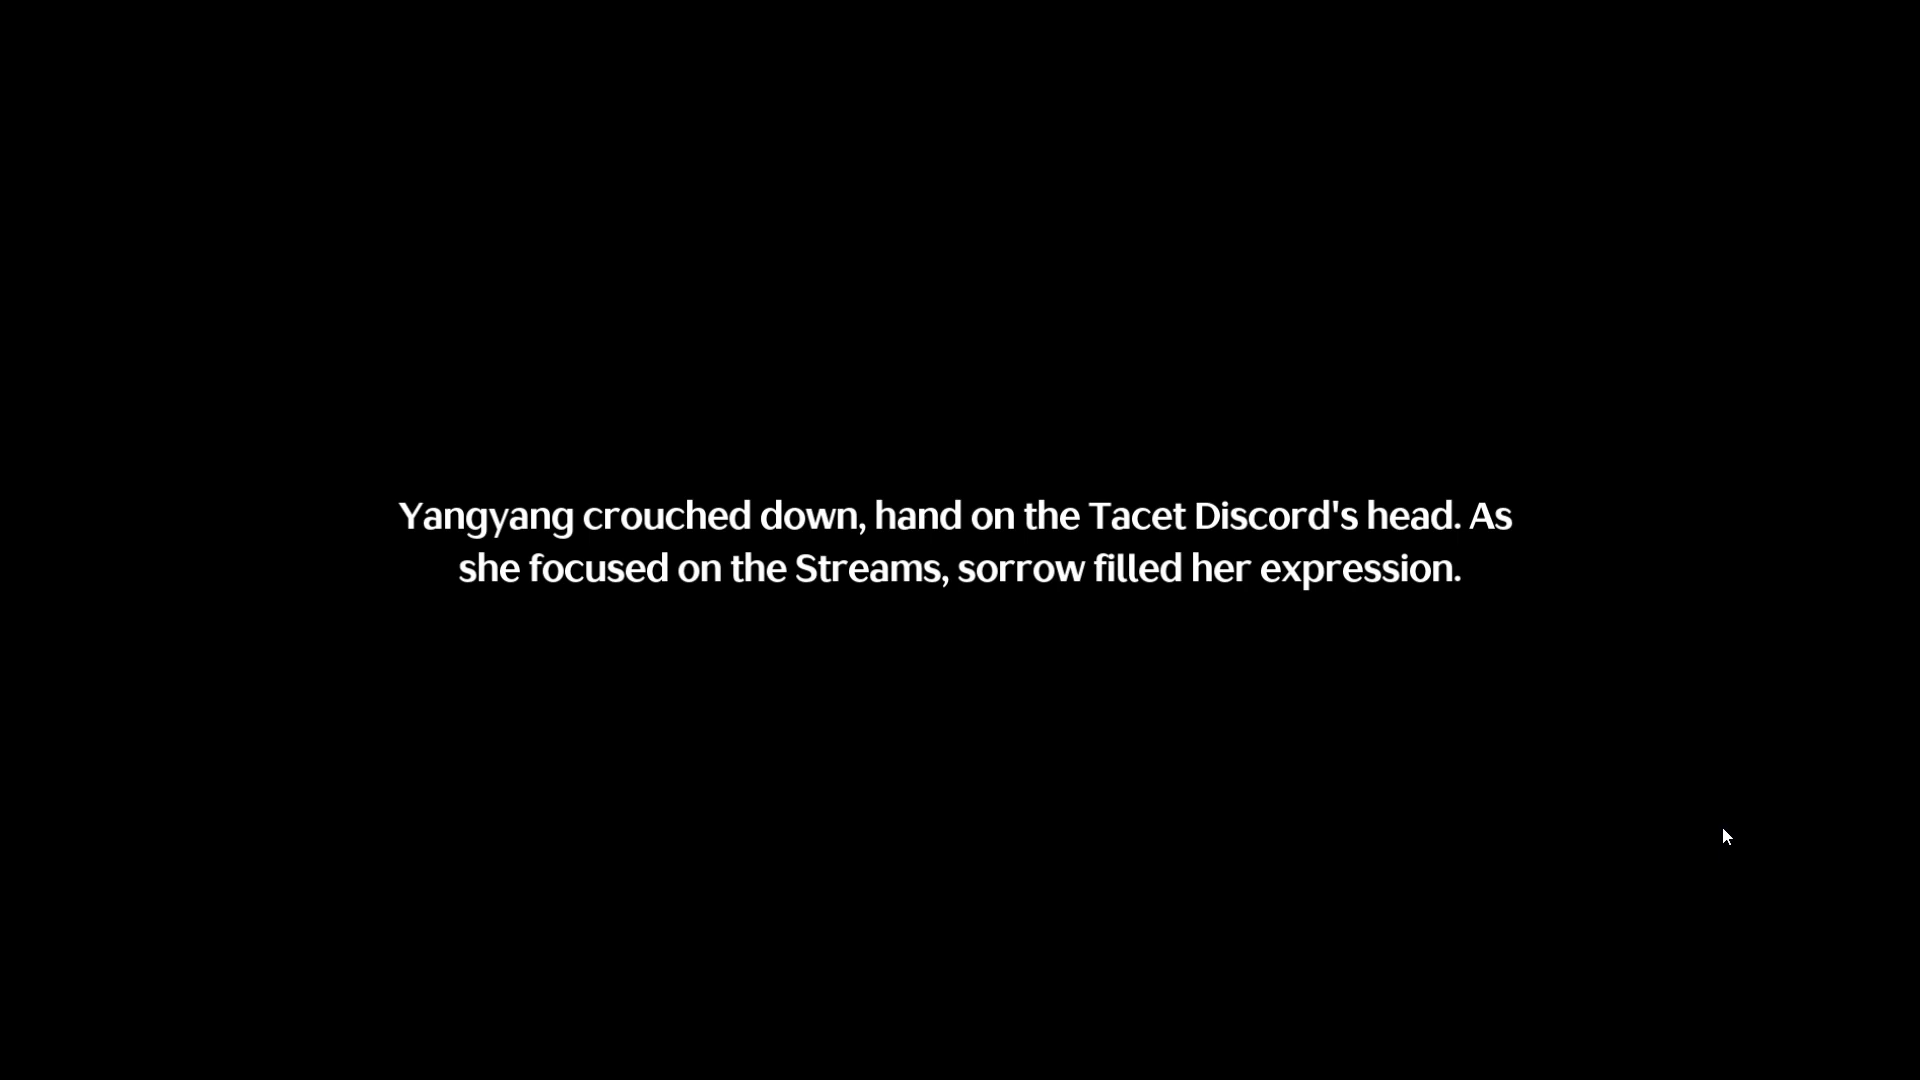 Yangyang crouched down, hand on the Tacet Discord's head. As
she focused on the Streams, sorrow filled her expression.